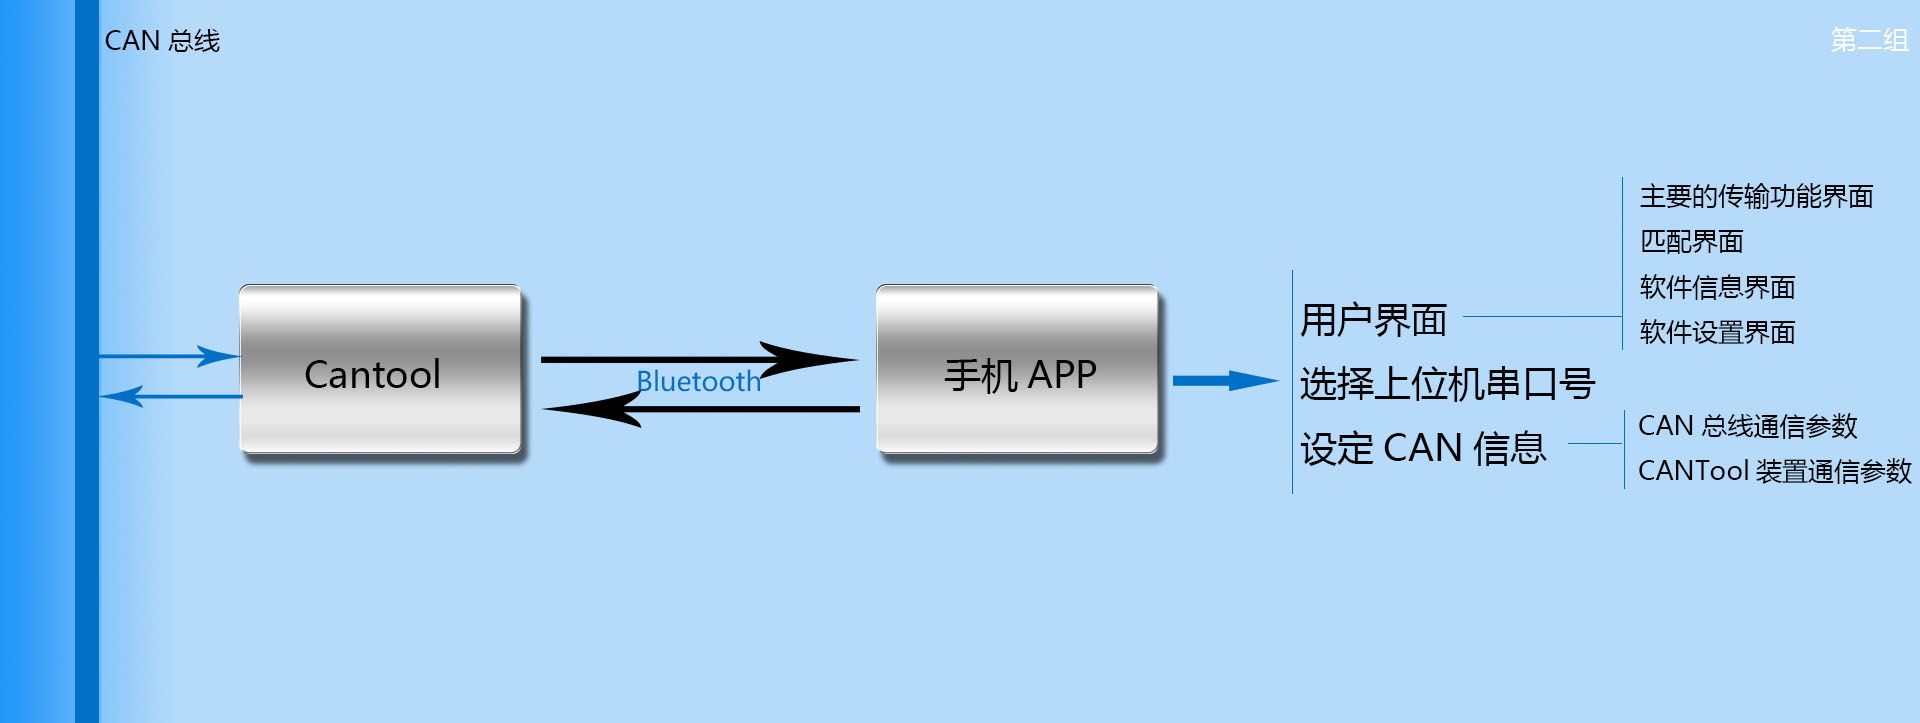 CAN 总线
第二组
Cantool
Bluetooth
手机 APP
用户界面
主要的传输功能界面
匹配界面
软件信息界面
软件设置界面
选择上位机串口号
设定 CAN 信息
CAN 总线通信参数
CANTool 装置通信参数